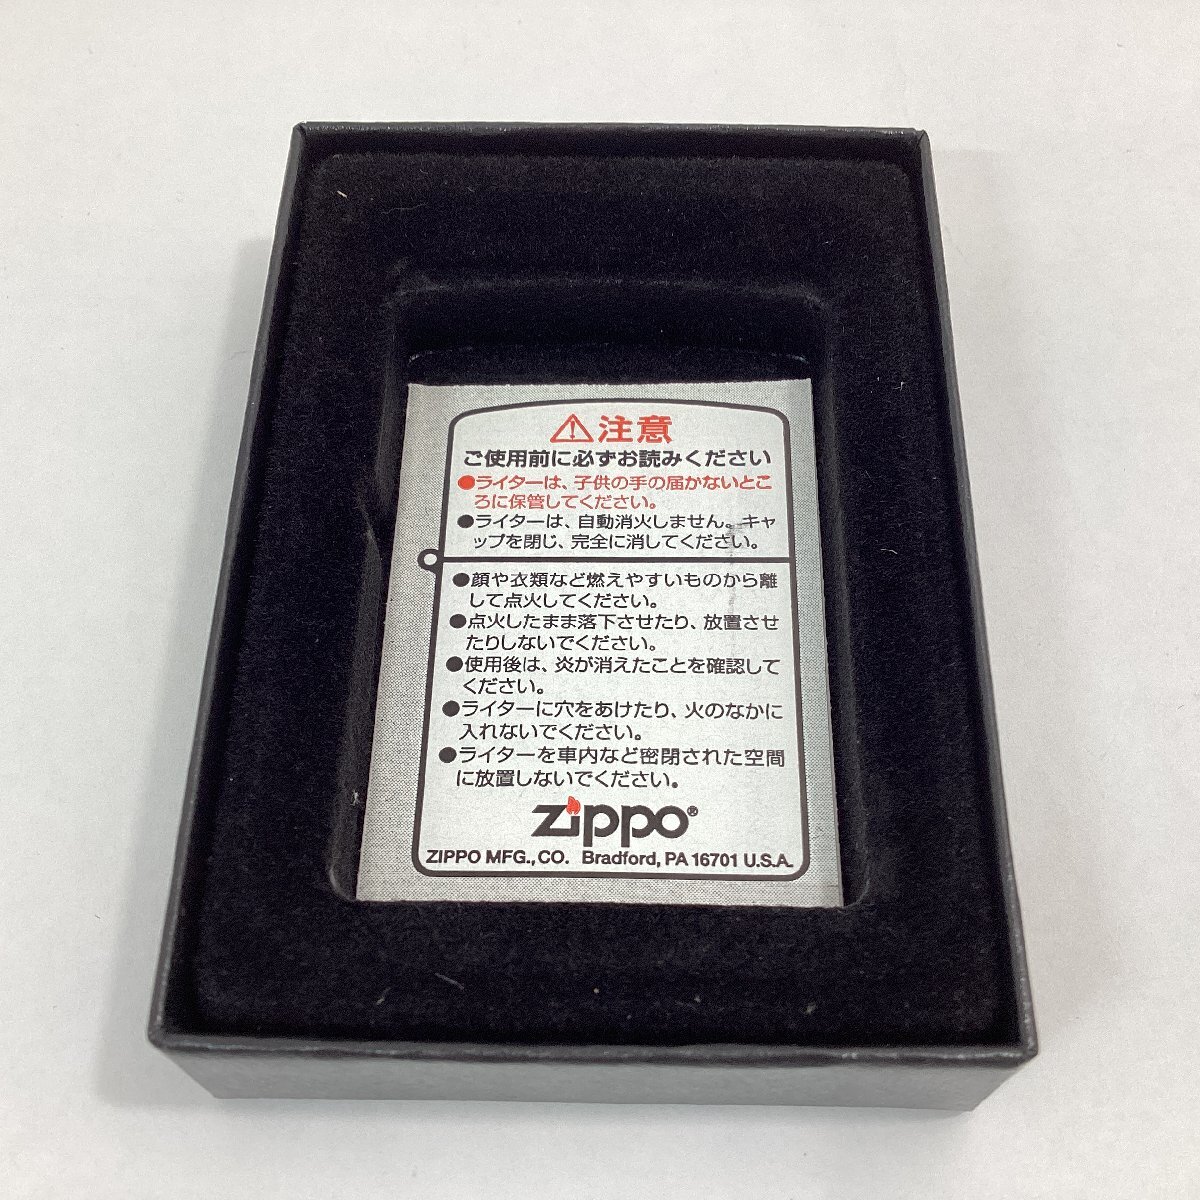 ⚠注意
ご使用前に必ずお読みください
●ライターは、子供の手の届かないとこ
ろに保管してください。
●ライターは、自動消火しません。キャ
ップを閉じ、完全に消してください。
●顔や衣類など燃えやすいものから離
して点火してください。
●点火したまま落下させたり、放置させ
たりしないでください。
●使用後は、炎が消えたことを確認して
ください。
●ライターに穴をあけたり、火のなかに
入れないでください。
●ライターを車内など密閉された空間
に放置しないでください。
Zippo®
ZIPPO MFG.,CO. Bradford, PA 16701 U.S.A.